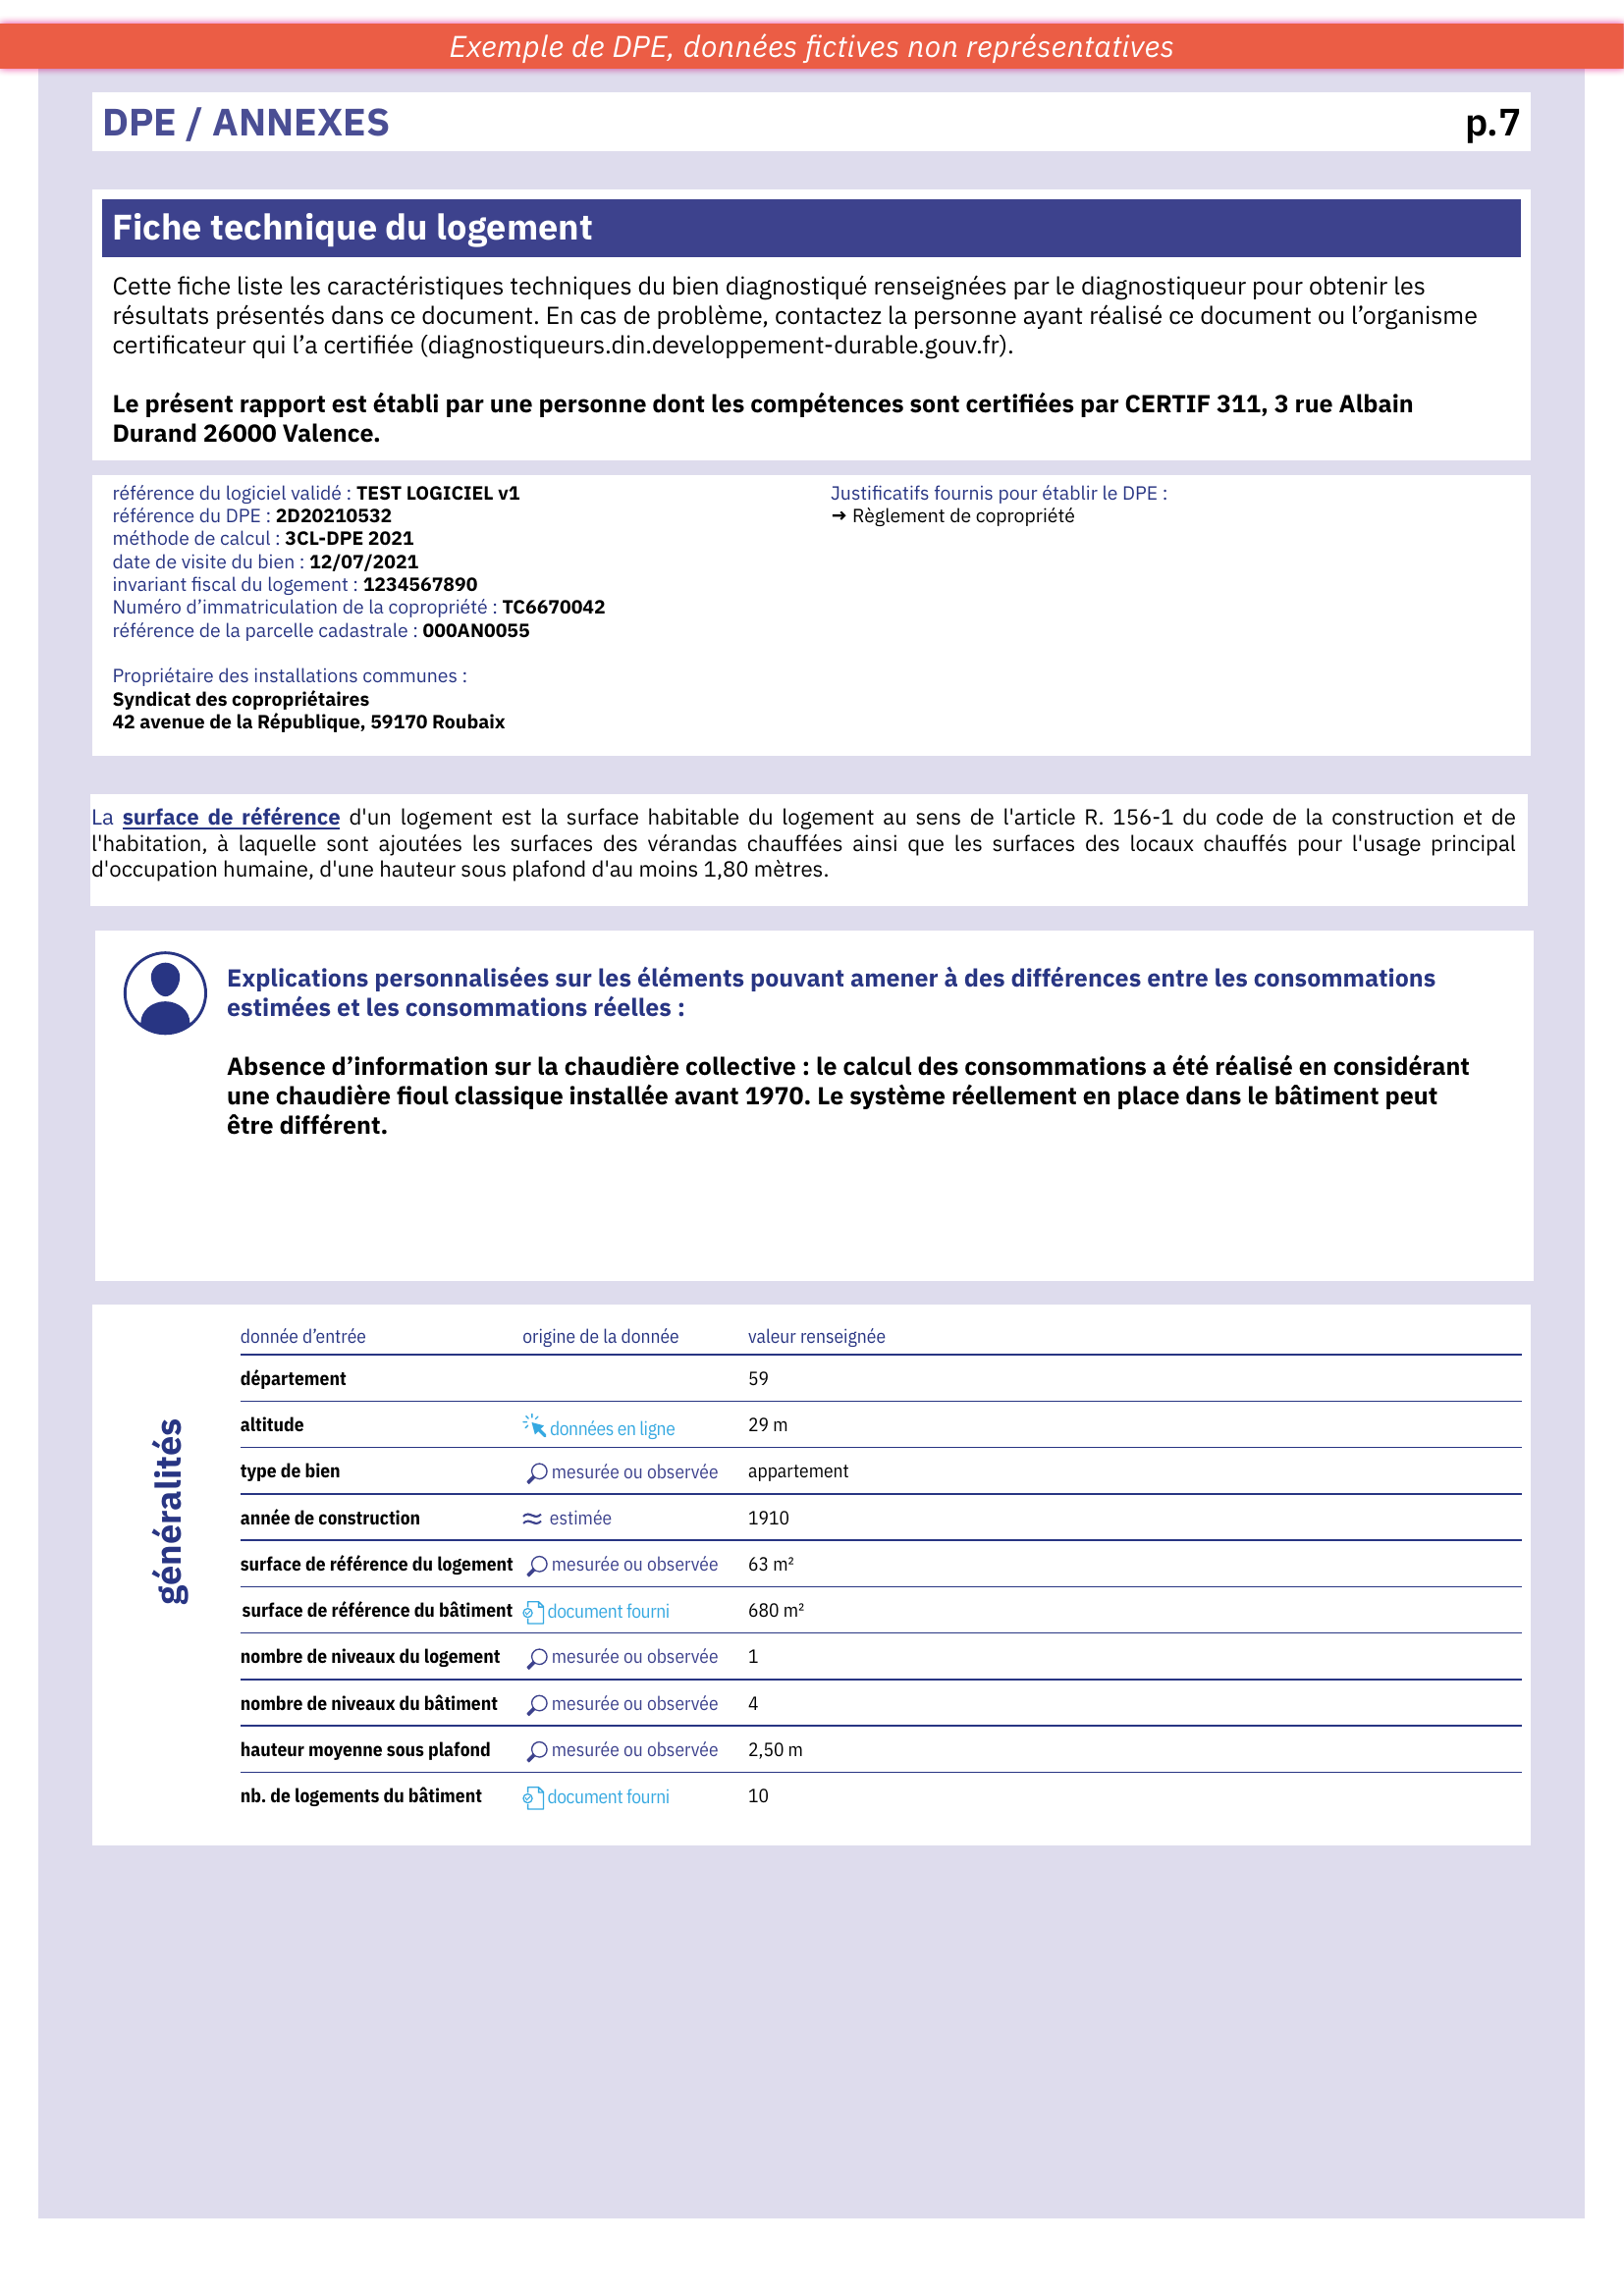 Exemple de DPE, données fictives non représentatives
DPE / ANNEXES
p.7
Fiche technique du logement
Cette fiche liste les caractéristiques techniques du bien diagnostiqué renseignées par le diagnostiqueur pour obtenir les
résultats présentés dans ce document. En cas de problème, contactez la personne ayant réalisé ce document ou l’organisme
certificateur qui l’a certifiée (diagnostiqueurs.din.developpement-durable.gouv.fr).
Le présent rapport est établi par une personne dont les compétences sont certifiées par CERTIF 311, 3 rue Albain
Durand 26000 Valence.
référence du logiciel validé : TEST LOGICIEL v1
référence du DPE : 2D20210532
méthode de calcul : 3CL-DPE 2021
date de visite du bien : 12/07/2021
invariant fiscal du logement : 1234567890
Numéro d’immatriculation de la copropriété : TC6670042
référence de la parcelle cadastrale : 000AN0055
Propriétaire des installations communes :
Syndicat des copropriétaires
42 avenue de la République, 59170 Roubaix
Justificatifs fournis pour établir le DPE :
➜ Règlement de copropriété
La surface de référence d'un logement est la surface habitable du logement au sens de l'article R. 156-1 du code de la construction et de
l'habitation, à laquelle sont ajoutées les surfaces des vérandas chauffées ainsi que les surfaces des locaux chauffés pour l'usage principal
d'occupation humaine, d'une hauteur sous plafond d'au moins 1,80 mètres.
Explications personnalisées sur les éléments pouvant amener à des différences entre les consommations
estimées et les consommations réelles :
Absence d’information sur la chaudière collective : le calcul des consommations a été réalisé en considérant
une chaudière fioul classique installée avant 1970. Le système réellement en place dans le bâtiment peut
être différent.
généralités
donnée d’entrée origine de la donnée valeur renseignée
département 59
altitude données en ligne 29 m
type de bien mesurée ou observée appartement
année de construction ≈ estimée 1910
surface de référence du logement mesurée ou observée 63 m²
surface de référence du bâtiment document fourni 680 m²
nombre de niveaux du logement mesurée ou observée 1
nombre de niveaux du bâtiment mesurée ou observée 4
hauteur moyenne sous plafond mesurée ou observée 2,50 m
nb. de logements du bâtiment document fourni 10